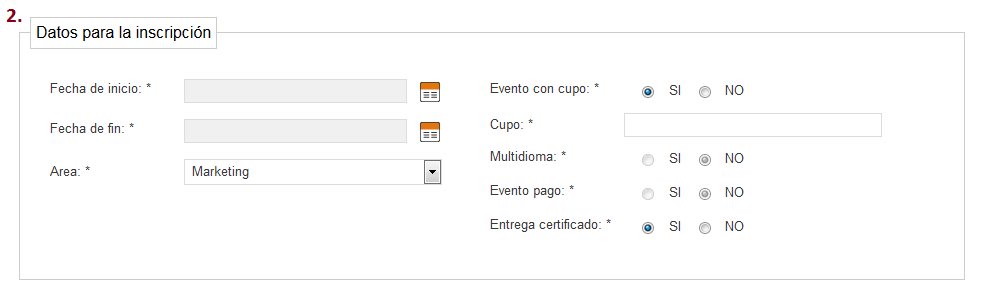 2.
Datos para la inscripción
Fecha de inicio: *
Fecha de fin: *
Area: * Marketing
Evento con cupo: * SI NO
Cupo: *
Multidioma: * SI NO
Evento pago: * SI NO
Entrega certificado: * SI NO